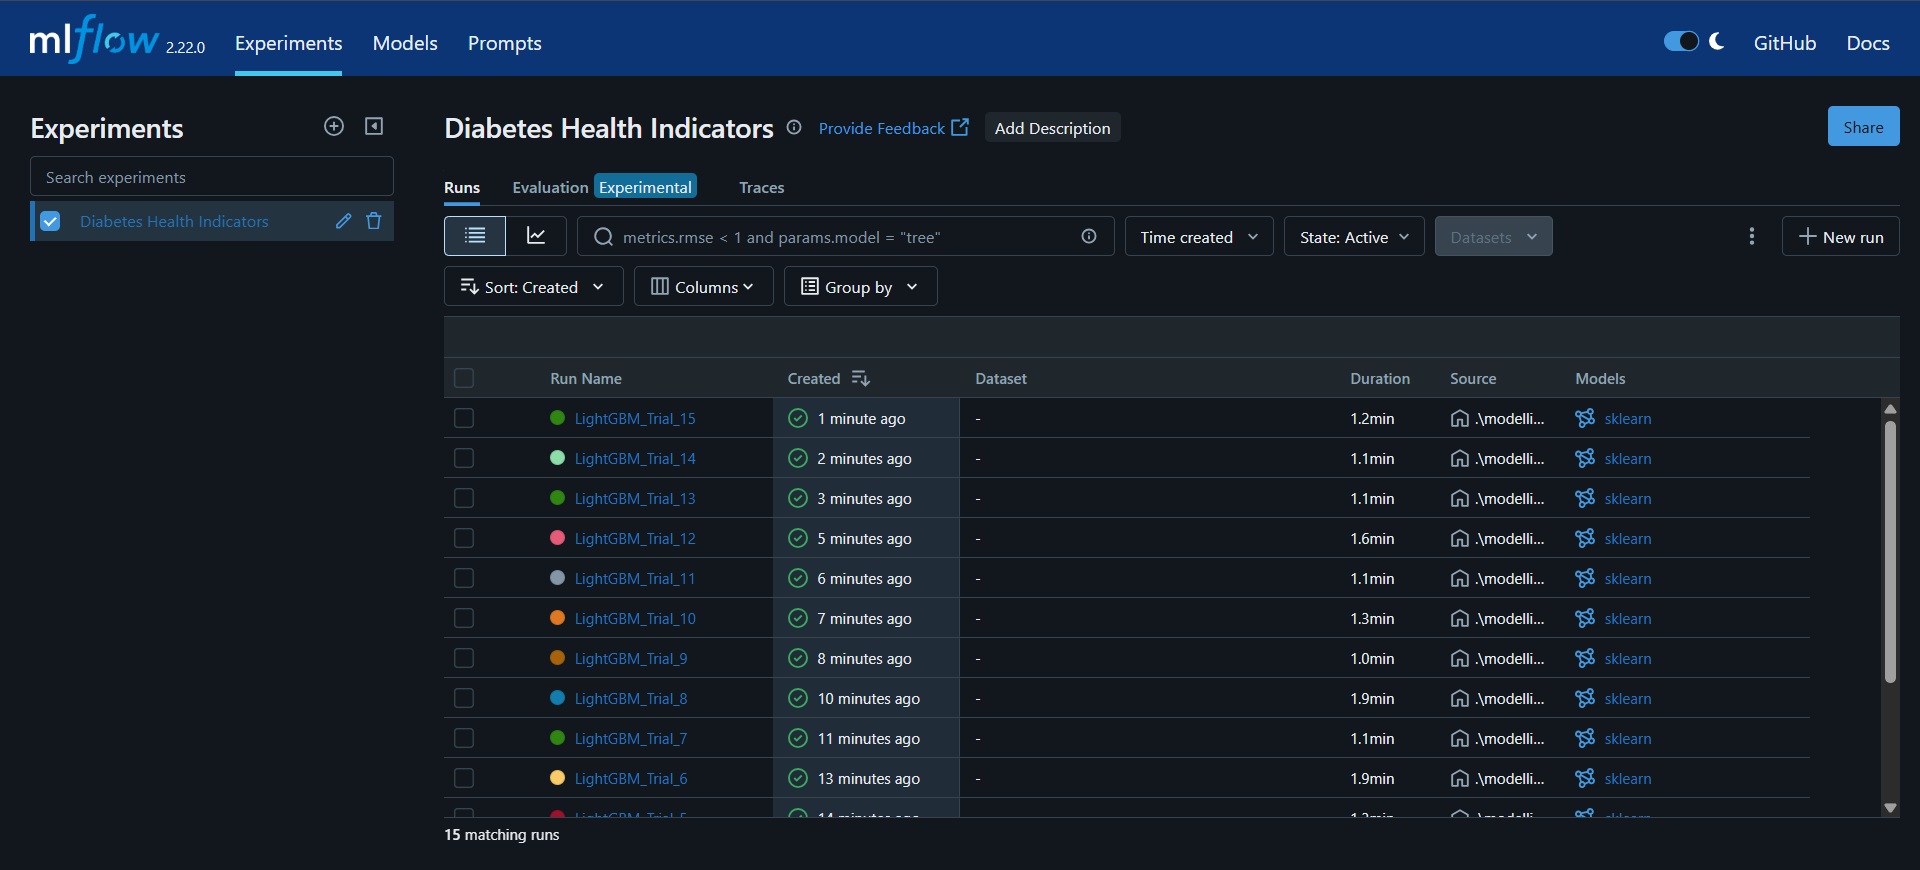 mlflow 2.22.0 Experiments Models Prompts GitHub Docs
Experiments
Search experiments
Diabetes Health Indicators
Diabetes Health Indicators Provide Feedback Add Description Share
Runs Evaluation Experimental Traces
metrics.rmse < 1 and params.model = "tree" Time created State: Active Datasets New run
Sort: Created Columns Group by
Run Name Created Dataset Duration Source Models
LightGBM_Trial_15 1 minute ago - 1.2min .\modelli... sklearn
LightGBM_Trial_14 2 minutes ago - 1.1min .\modelli... sklearn
LightGBM_Trial_13 3 minutes ago - 1.1min .\modelli... sklearn
LightGBM_Trial_12 5 minutes ago - 1.6min .\modelli... sklearn
LightGBM_Trial_11 6 minutes ago - 1.1min .\modelli... sklearn
LightGBM_Trial_10 7 minutes ago - 1.3min .\modelli... sklearn
LightGBM_Trial_9 8 minutes ago - 1.0min .\modelli... sklearn
LightGBM_Trial_8 10 minutes ago - 1.9min .\modelli... sklearn
LightGBM_Trial_7 11 minutes ago - 1.1min .\modelli... sklearn
LightGBM_Trial_6 13 minutes ago - 1.9min .\modelli... sklearn
15 matching runs